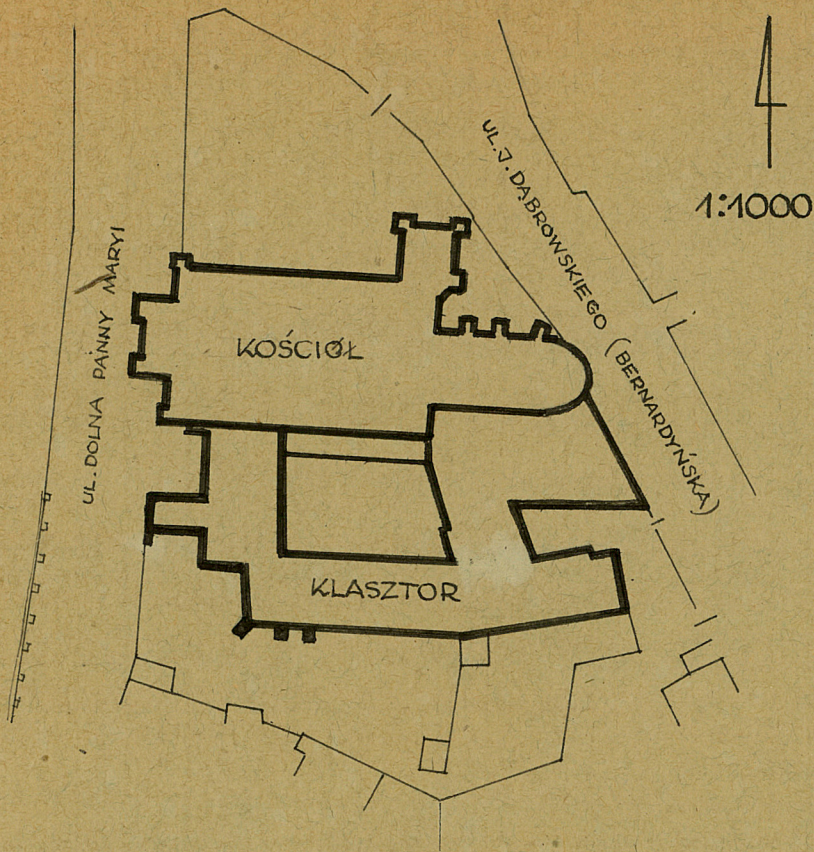 1:1000
UL. J. DĄBROWSKIEGO (BERNARDYŃSKA)
UL. DOLNA PANNY MARYI
KOŚCIÓŁ
KLASZTOR